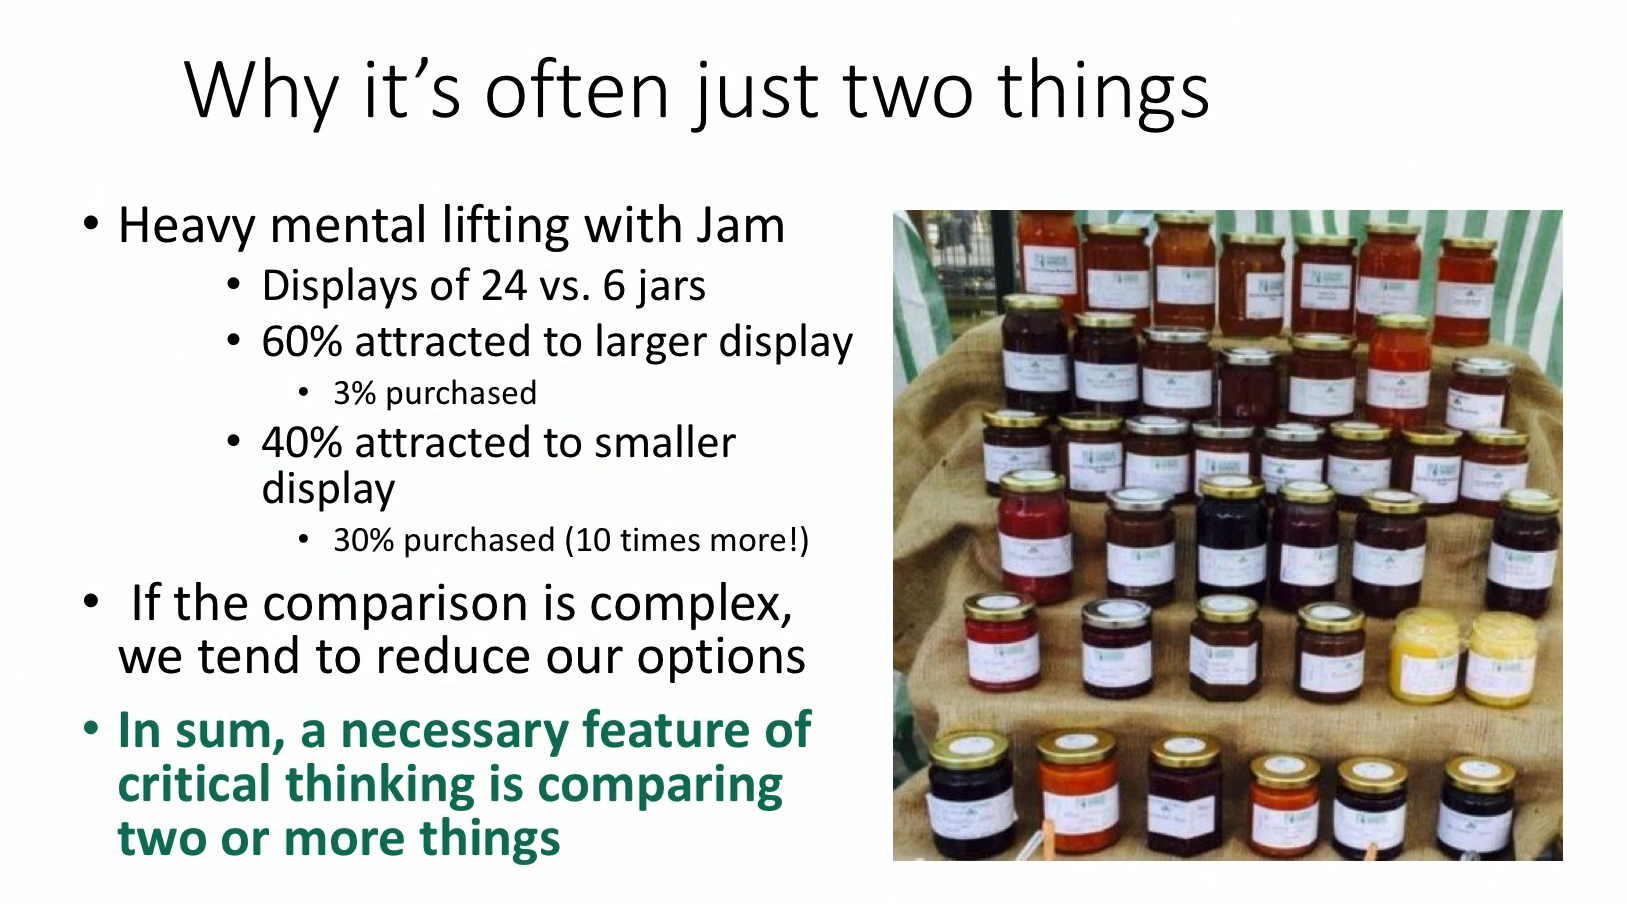 Why it’s often just two things
• Heavy mental lifting with Jam
• Displays of 24 vs. 6 jars
• 60% attracted to larger display
• 3% purchased
• 40% attracted to smaller
display
• 30% purchased (10 times more!)
• If the comparison is complex,
we tend to reduce our options
• In sum, a necessary feature of
critical thinking is comparing
two or more things